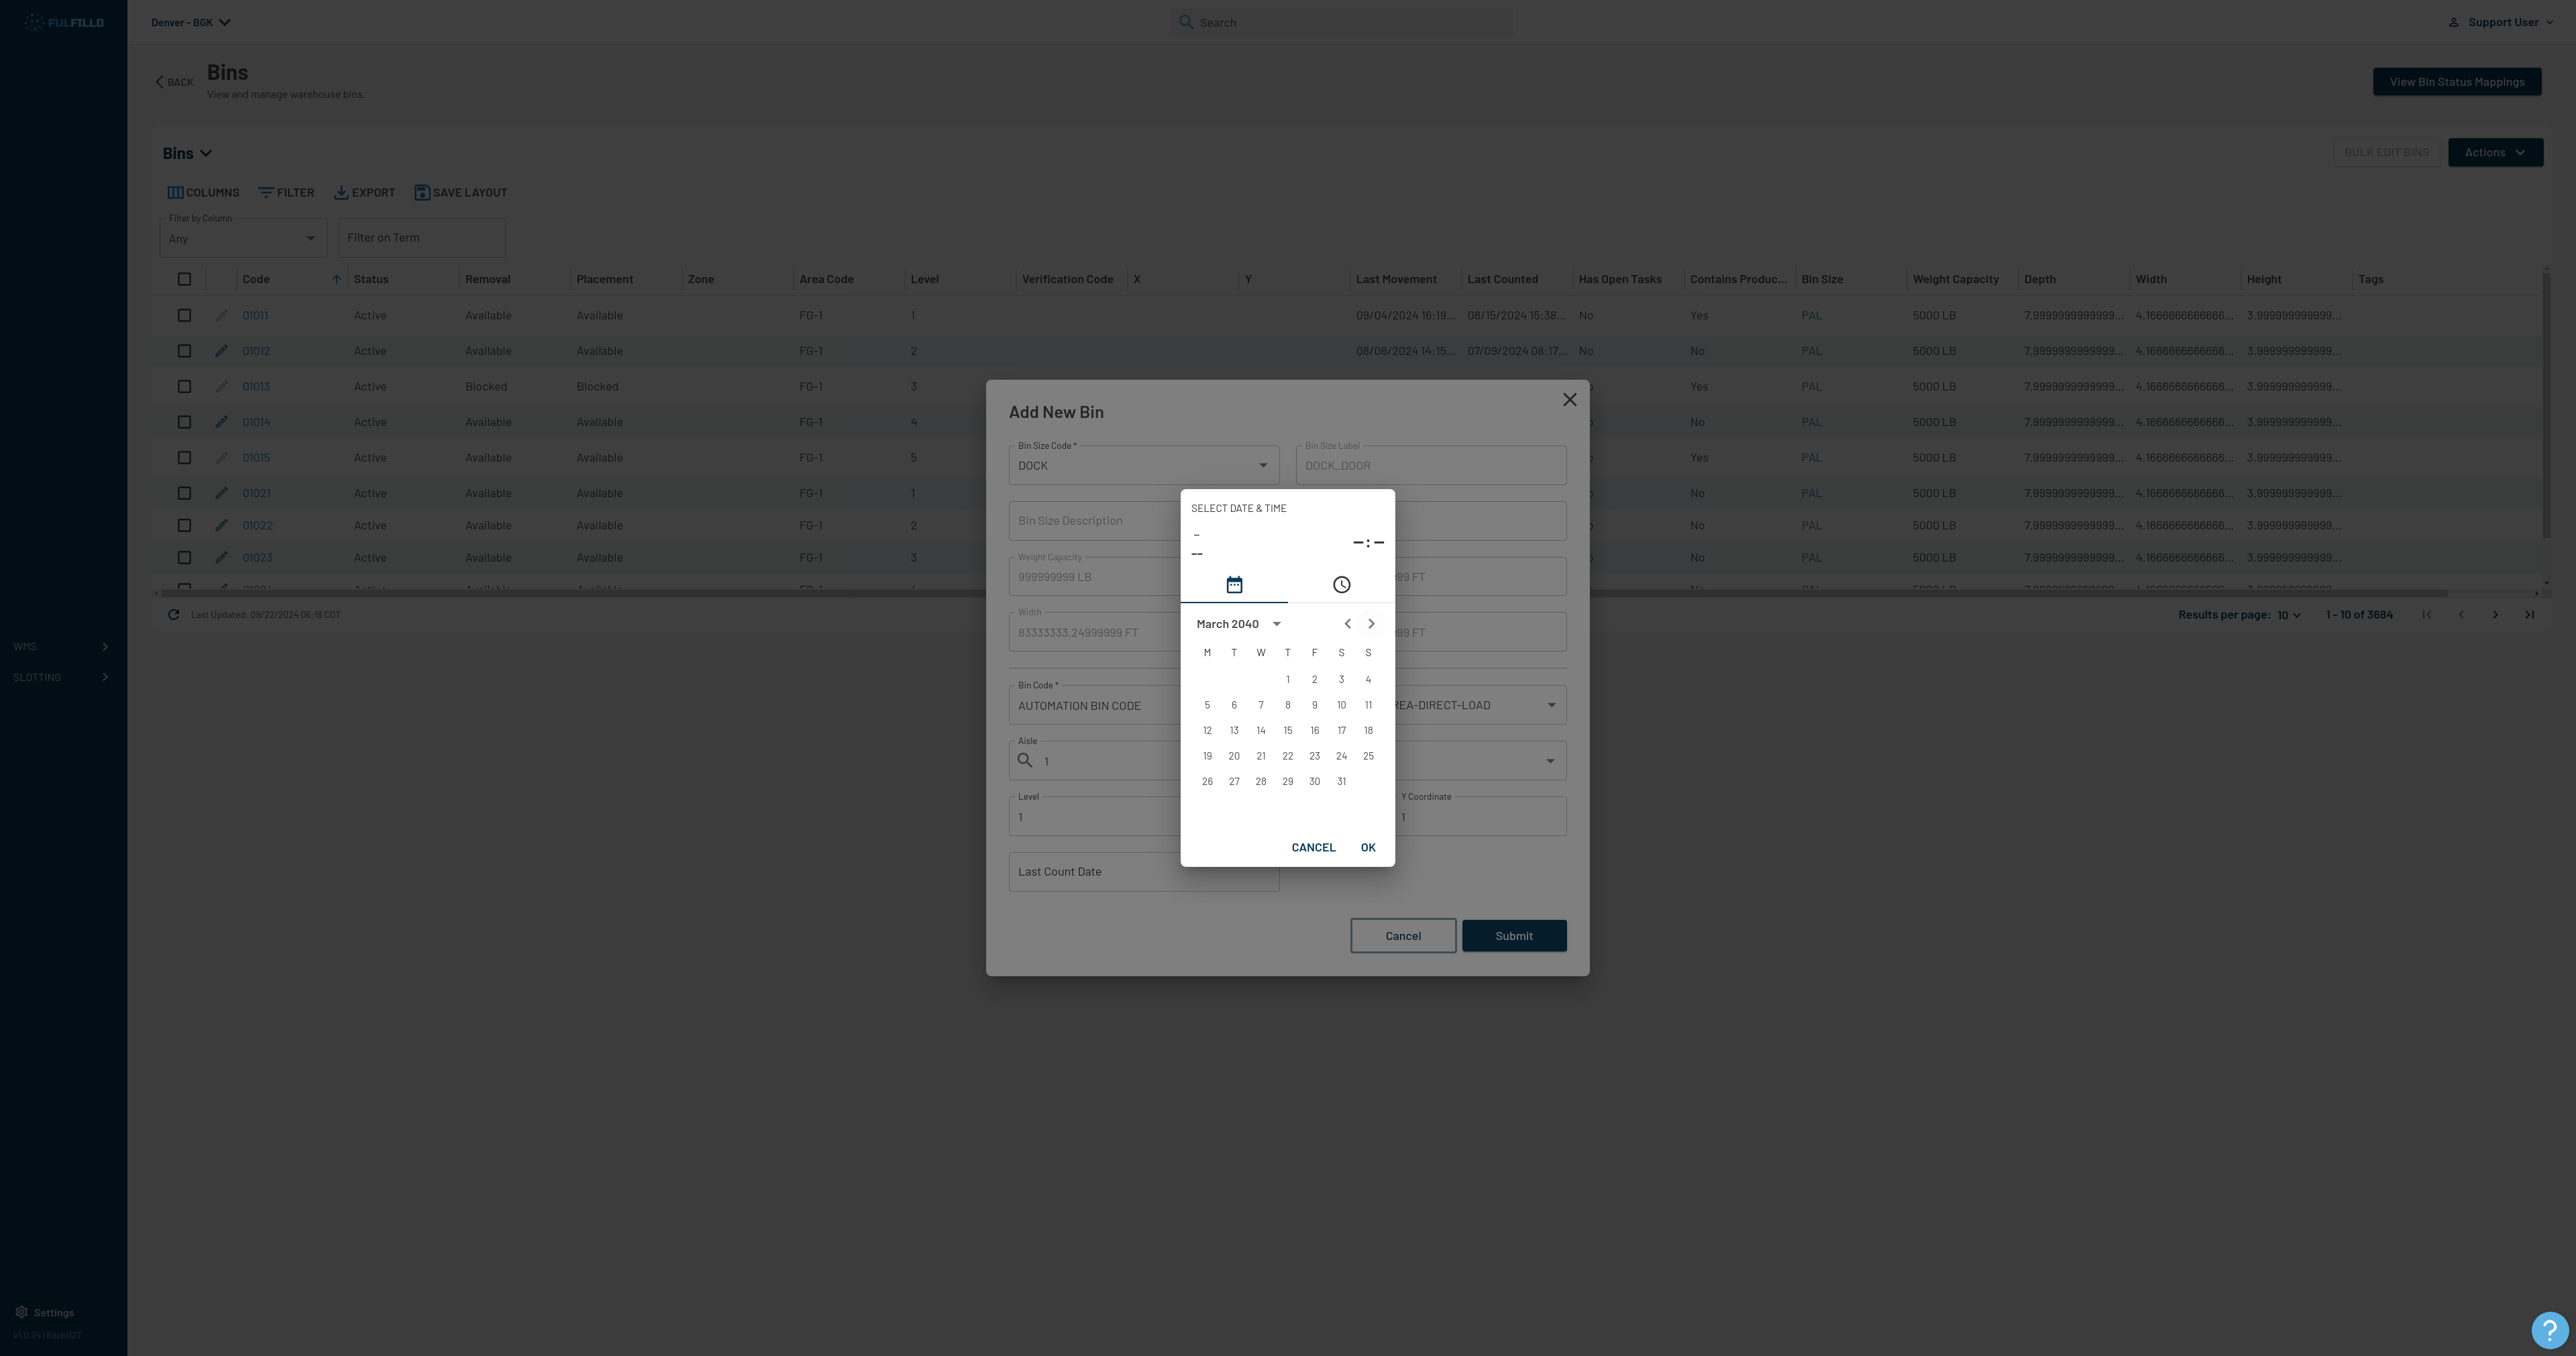 FULFILLD
Denver - BGK
Search
Support User
BACK
Bins
View and manage warehouse bins.
View Bin Status Mappings
Bins
BULK EDIT BINS
Actions
COLUMNS FILTER EXPORT SAVE LAYOUT
Filter by Column
Any
Filter on Term
Code Status Removal Placement Zone Area Code Level Verification Code X Y Last Movement Last Counted Has Open Tasks Contains Produc... Bin Size Weight Capacity Depth Width Height Tags
01011 Active Available Available FG-1 1 09/04/2024 16:19... 08/15/2024 15:38... No Yes PAL 5000 LB 7.9999999999999... 4.1666666666666... 3.999999999999...
01012 Active Available Available FG-1 2 08/08/2024 14:15... 07/09/2024 08:17... No No PAL 5000 LB 7.9999999999999... 4.1666666666666... 3.999999999999...
01013 Active Blocked Blocked FG-1 3 Yes PAL 5000 LB 7.9999999999999... 4.1666666666666... 3.999999999999...
01014 Active Available Available FG-1 4 No PAL 5000 LB 7.9999999999999... 4.1666666666666... 3.999999999999...
01015 Active Available Available FG-1 5 Yes PAL 5000 LB 7.9999999999999... 4.1666666666666... 3.999999999999...
01021 Active Available Available FG-1 1 No PAL 5000 LB 7.9999999999999... 4.1666666666666... 3.999999999999...
01022 Active Available Available FG-1 2 No PAL 5000 LB 7.9999999999999... 4.1666666666666... 3.999999999999...
01023 Active Available Available FG-1 3 No PAL 5000 LB 7.9999999999999... 4.1666666666666... 3.999999999999...
Last Updated: 09/22/2024 06:18 CDT
Results per page: 10
1 - 10 of 3684
WMS
SLOTTING
Settings
v1.0.74 | 8dcb027
Add New Bin
Bin Size Code *
DOCK
Bin Size Label
DOCK_DOOR
Bin Size Description
Weight Capacity
999999999 LB
99 FT
Width
83333333.24999999 FT
99 FT
Bin Code *
AUTOMATION BIN CODE
REA-DIRECT-LOAD
Aisle
1
Level
1
Y Coordinate
1
Last Count Date
Cancel
Submit
SELECT DATE & TIME
–
––
–:–
March 2040
M T W T F S S
1 2 3 4
5 6 7 8 9 10 11
12 13 14 15 16 17 18
19 20 21 22 23 24 25
26 27 28 29 30 31
CANCEL OK
?